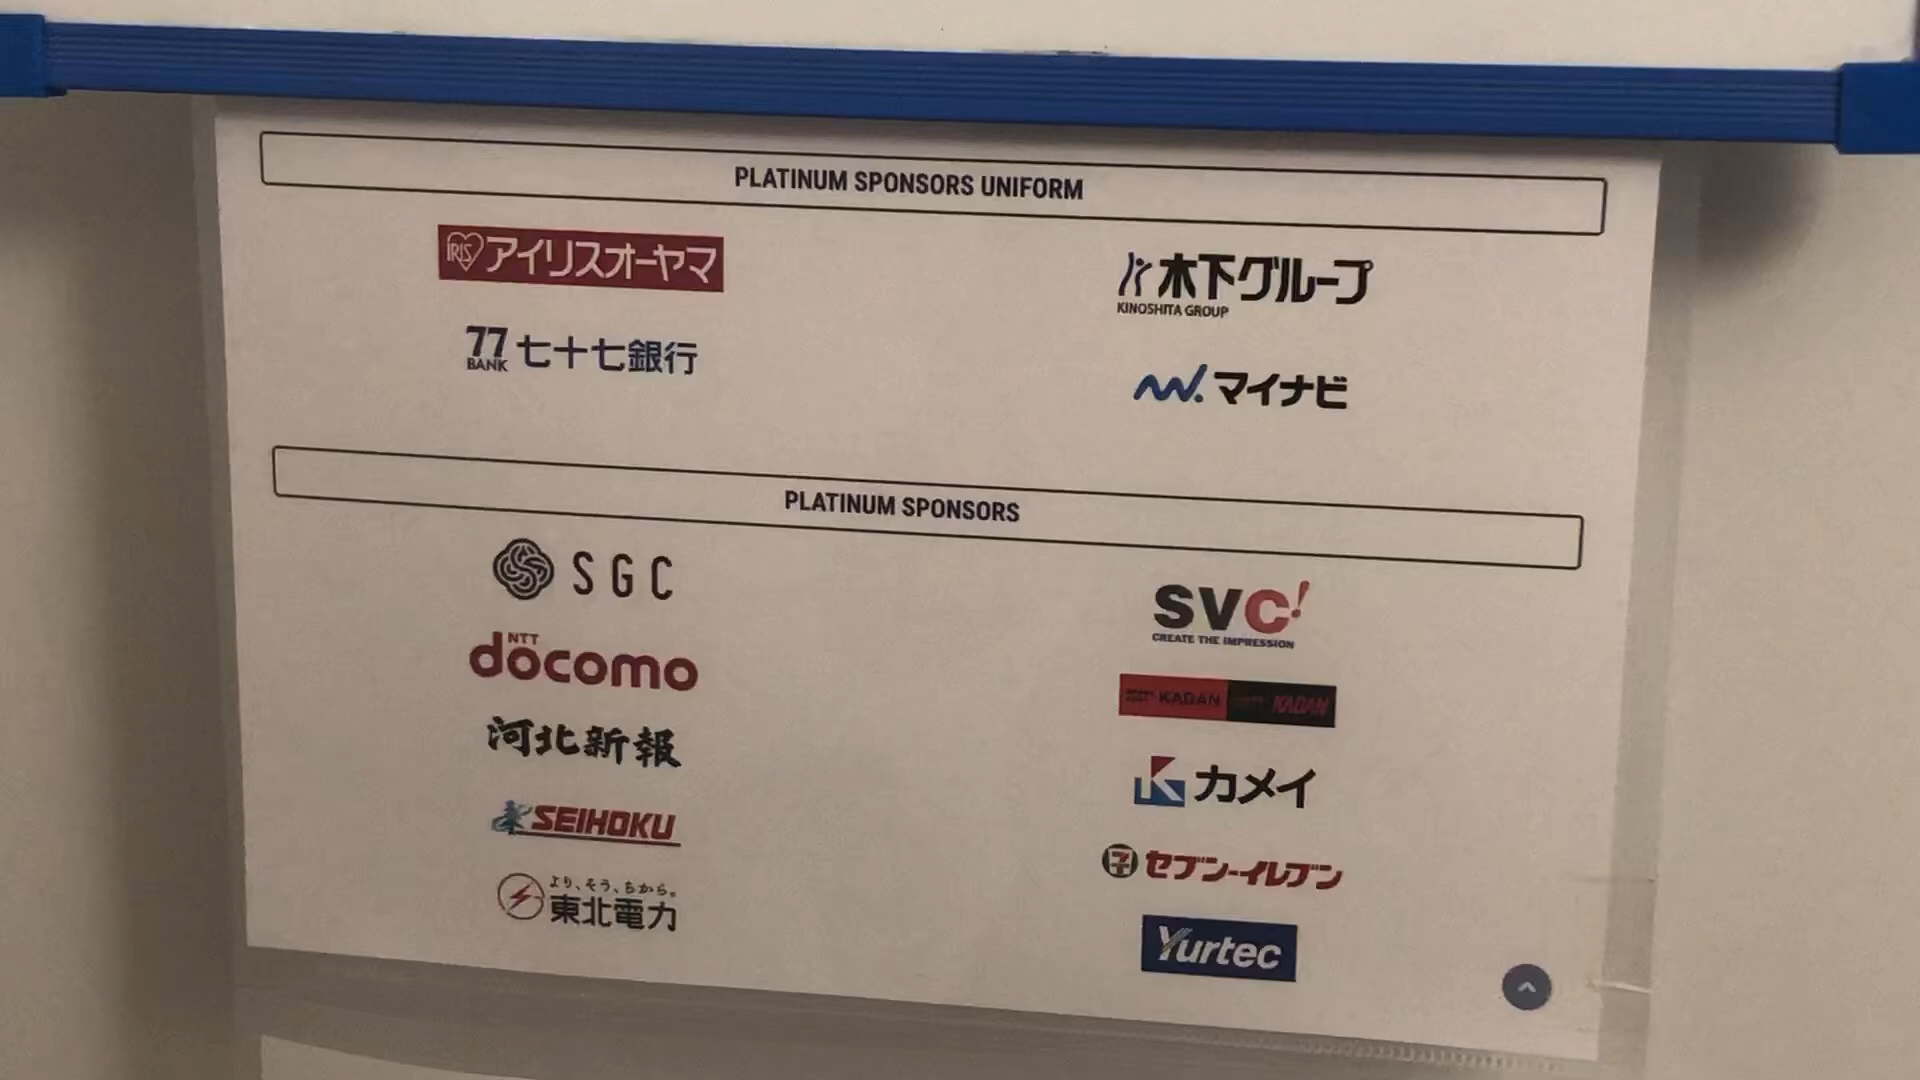 PLATINUM SPONSORS UNIFORM
IRIS アイリスオーヤマ
木下グループ
KINOSHITA GROUP
77 BANK 七十七銀行
マイナビ
PLATINUM SPONSORS
SGC
SVC!
CREATE THE IMPRESSION
NTT
docomo
KADAN KADAN
河北新報
カメイ
SEIHOKU
セブン-イレブン
より、そう、ちから。
東北電力
Yurtec